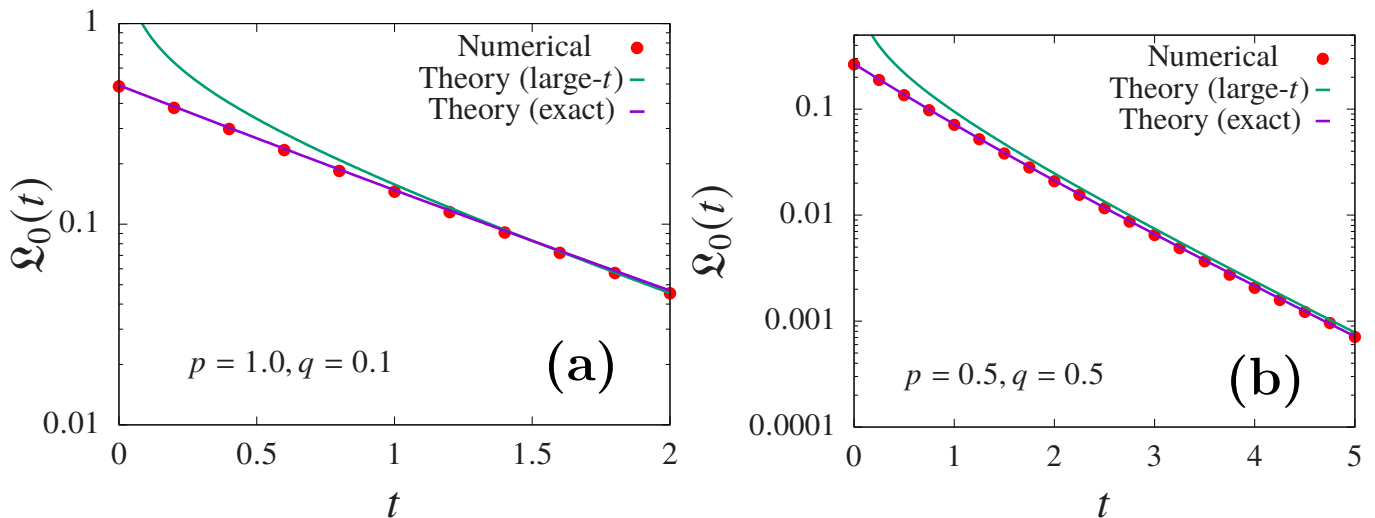 1
0.1
0.01
𝔏₀(t)
Numerical
Theory (large-t)
Theory (exact)
p = 1.0, q = 0.1
(a)
0 0.5 1 1.5 2
t
0.1
0.01
0.001
0.0001
𝔏₀(t)
Numerical
Theory (large-t)
Theory (exact)
p = 0.5, q = 0.5
(b)
0 1 2 3 4 5
t